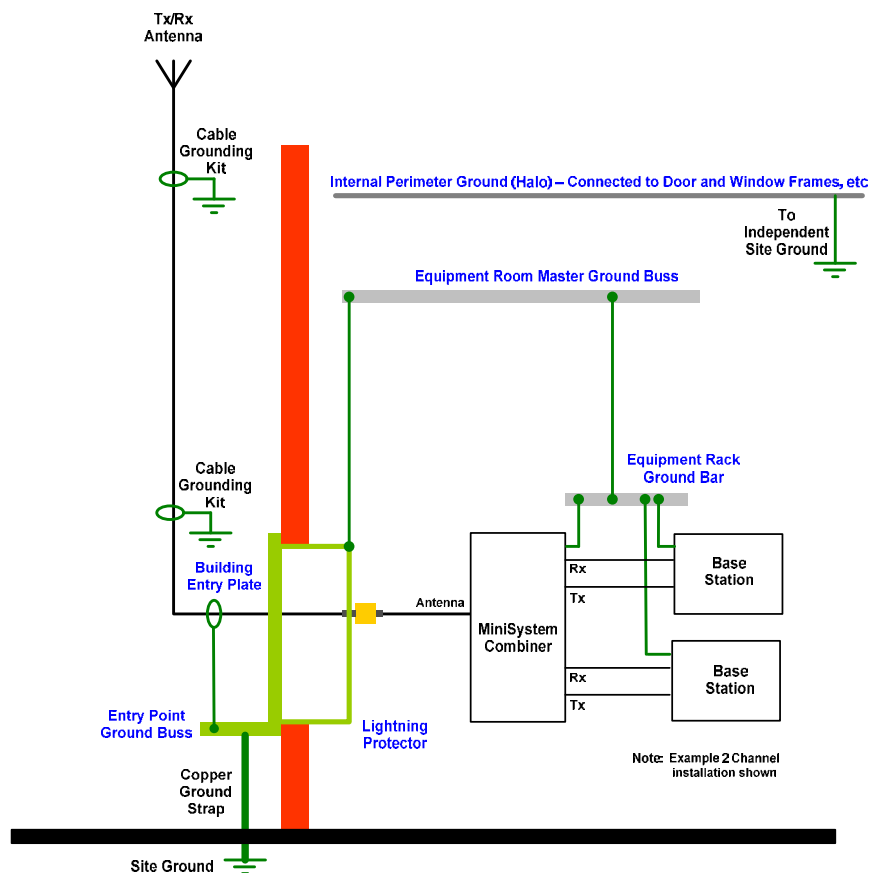 Tx/Rx
Antenna
Cable
Grounding
Kit
Internal Perimeter Ground (Halo) – Connected to Door and Window Frames, etc
To
Independent
Site Ground
Equipment Room Master Ground Buss
Cable
Grounding
Kit
Equipment Rack
Ground Bar
Building
Entry Plate
Antenna
MiniSystem
Combiner
Rx
Tx
Base
Station
Rx
Tx
Base
Station
Entry Point
Ground Buss
Lightning
Protector
Note: Example 2 Channel
installation shown
Copper
Ground
Strap
Site Ground